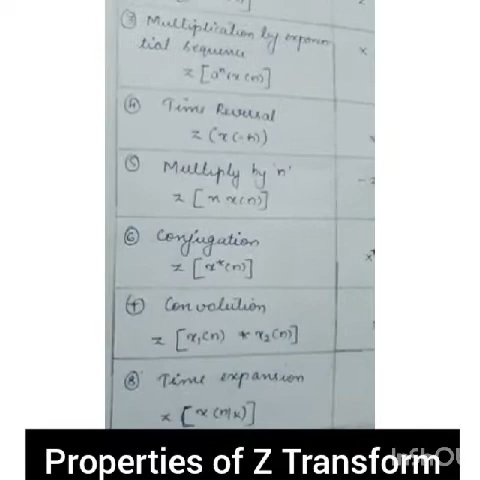 ③ Multiplication by exponen
tial sequence x
z [aⁿ x(n)]
④ Time Reversal
z (x(-n))
⑤ Multiply by 'n'
z [n x(n)]
⑥ Conjugation
z [x*(n)]
⑦ Convolution
z [x₁(n) * x₂(n)]
⑧ Time expansion
z [x(n/k)]
Properties of Z Transform